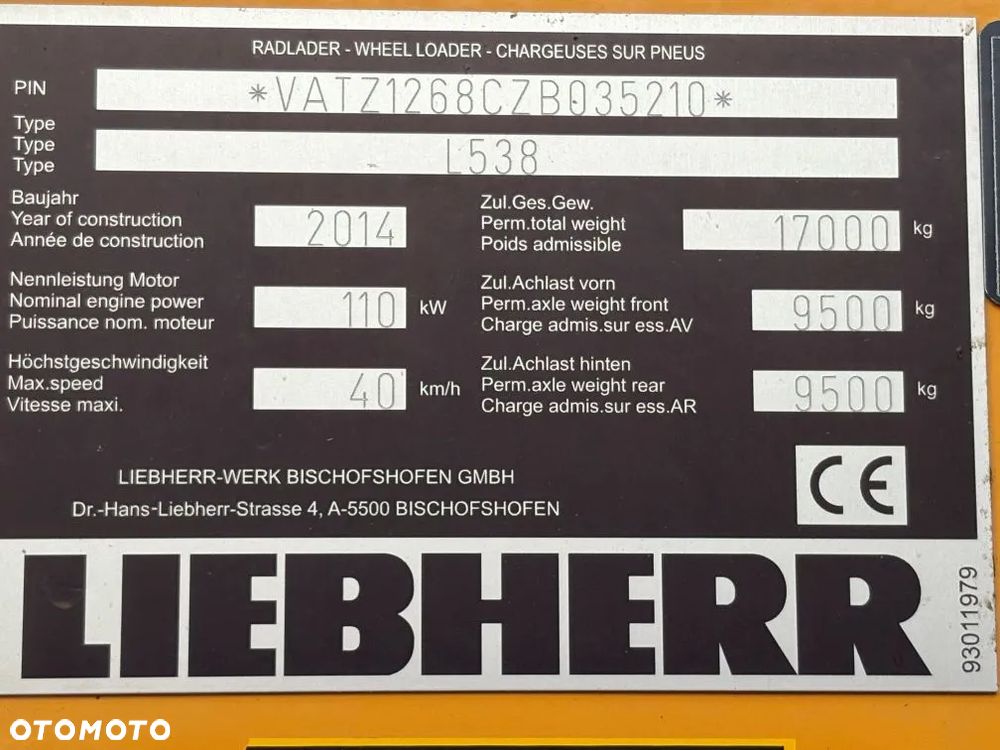 RADLADER - WHEEL LOADER - CHARGEUSES SUR PNEUS
PIN *VATZ1268CZB035210*
Type
Type
Type
L538
Baujahr
Year of construction
Année de construction
2014
Zul.Ges.Gew.
Perm.total weight
Poids admissible
17000 kg
Nennleistung Motor
Nominal engine power
Puissance nom. moteur
110 kW
Zul.Achlast vorn
Perm.axle weight front
Charge admis.sur ess.AV
9500 kg
Höchstgeschwindigkeit
Max.speed
Vitesse maxi.
40 km/h
Zul.Achlast hinten
Perm.axle weight rear
Charge admis.sur ess.AR
9500 kg
LIEBHERR-WERK BISCHOFSHOFEN GMBH
Dr.-Hans-Liebherr-Strasse 4, A-5500 BISCHOFSHOFEN
CE
LIEBHERR
93011979
OTOMOTO